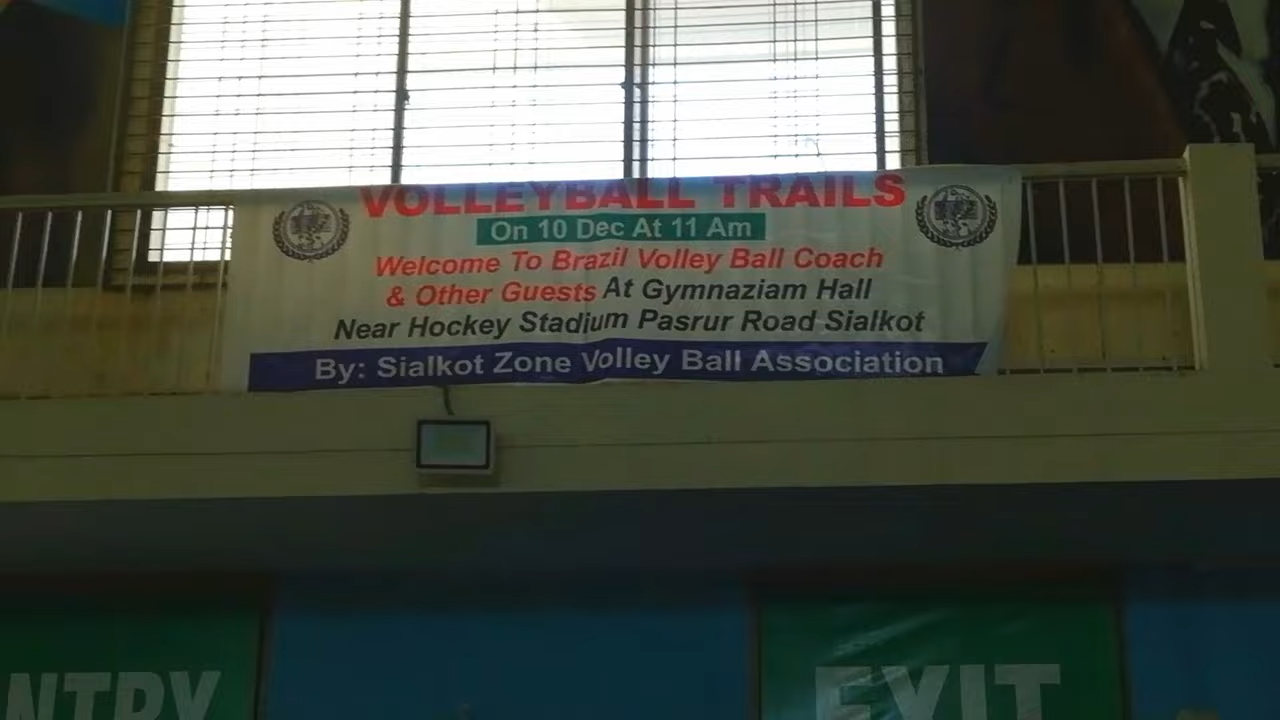 VOLLEYBALL TRAILS
On 10 Dec At 11 Am
Welcome To Brazil Volley Ball Coach
& Other Guests At Gymnaziam Hall
Near Hockey Stadium Pasrur Road Sialkot
By: Sialkot Zone Volley Ball Association
NTRY EXIT